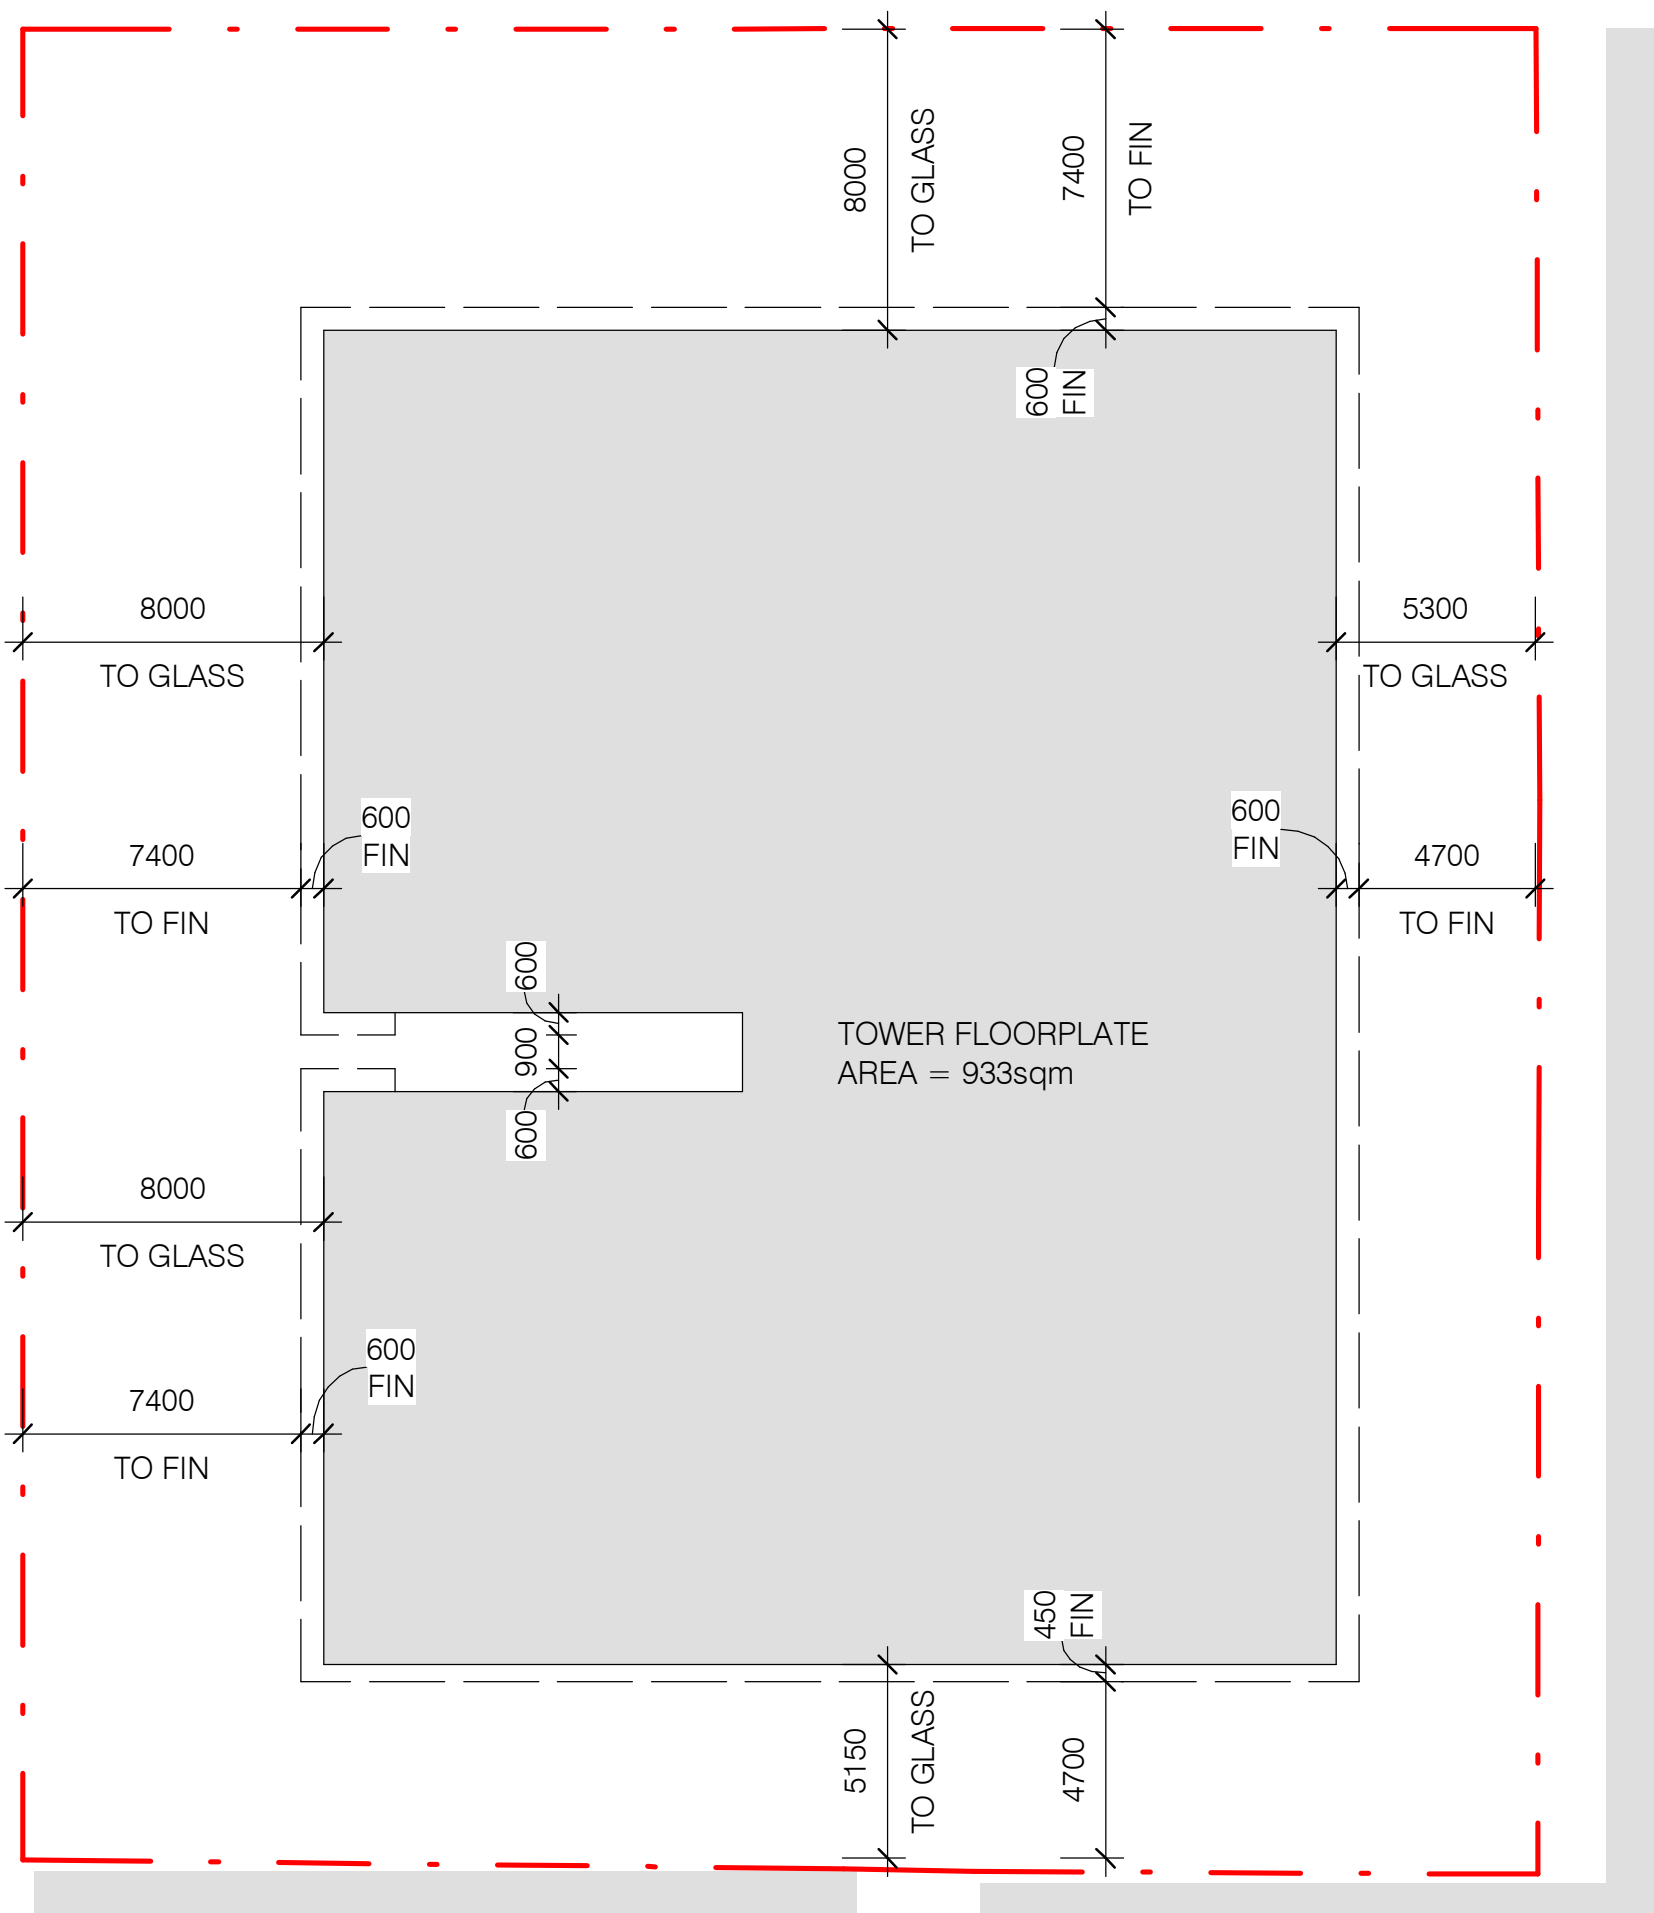 8000
TO GLASS
7400
TO FIN
600
FIN
8000
TO GLASS
5300
TO GLASS
600
FIN
7400
TO FIN
600
FIN
4700
TO FIN
600
900
600
TOWER FLOORPLATE
AREA = 933sqm
8000
TO GLASS
600
FIN
7400
TO FIN
450
FIN
5150
TO GLASS
4700